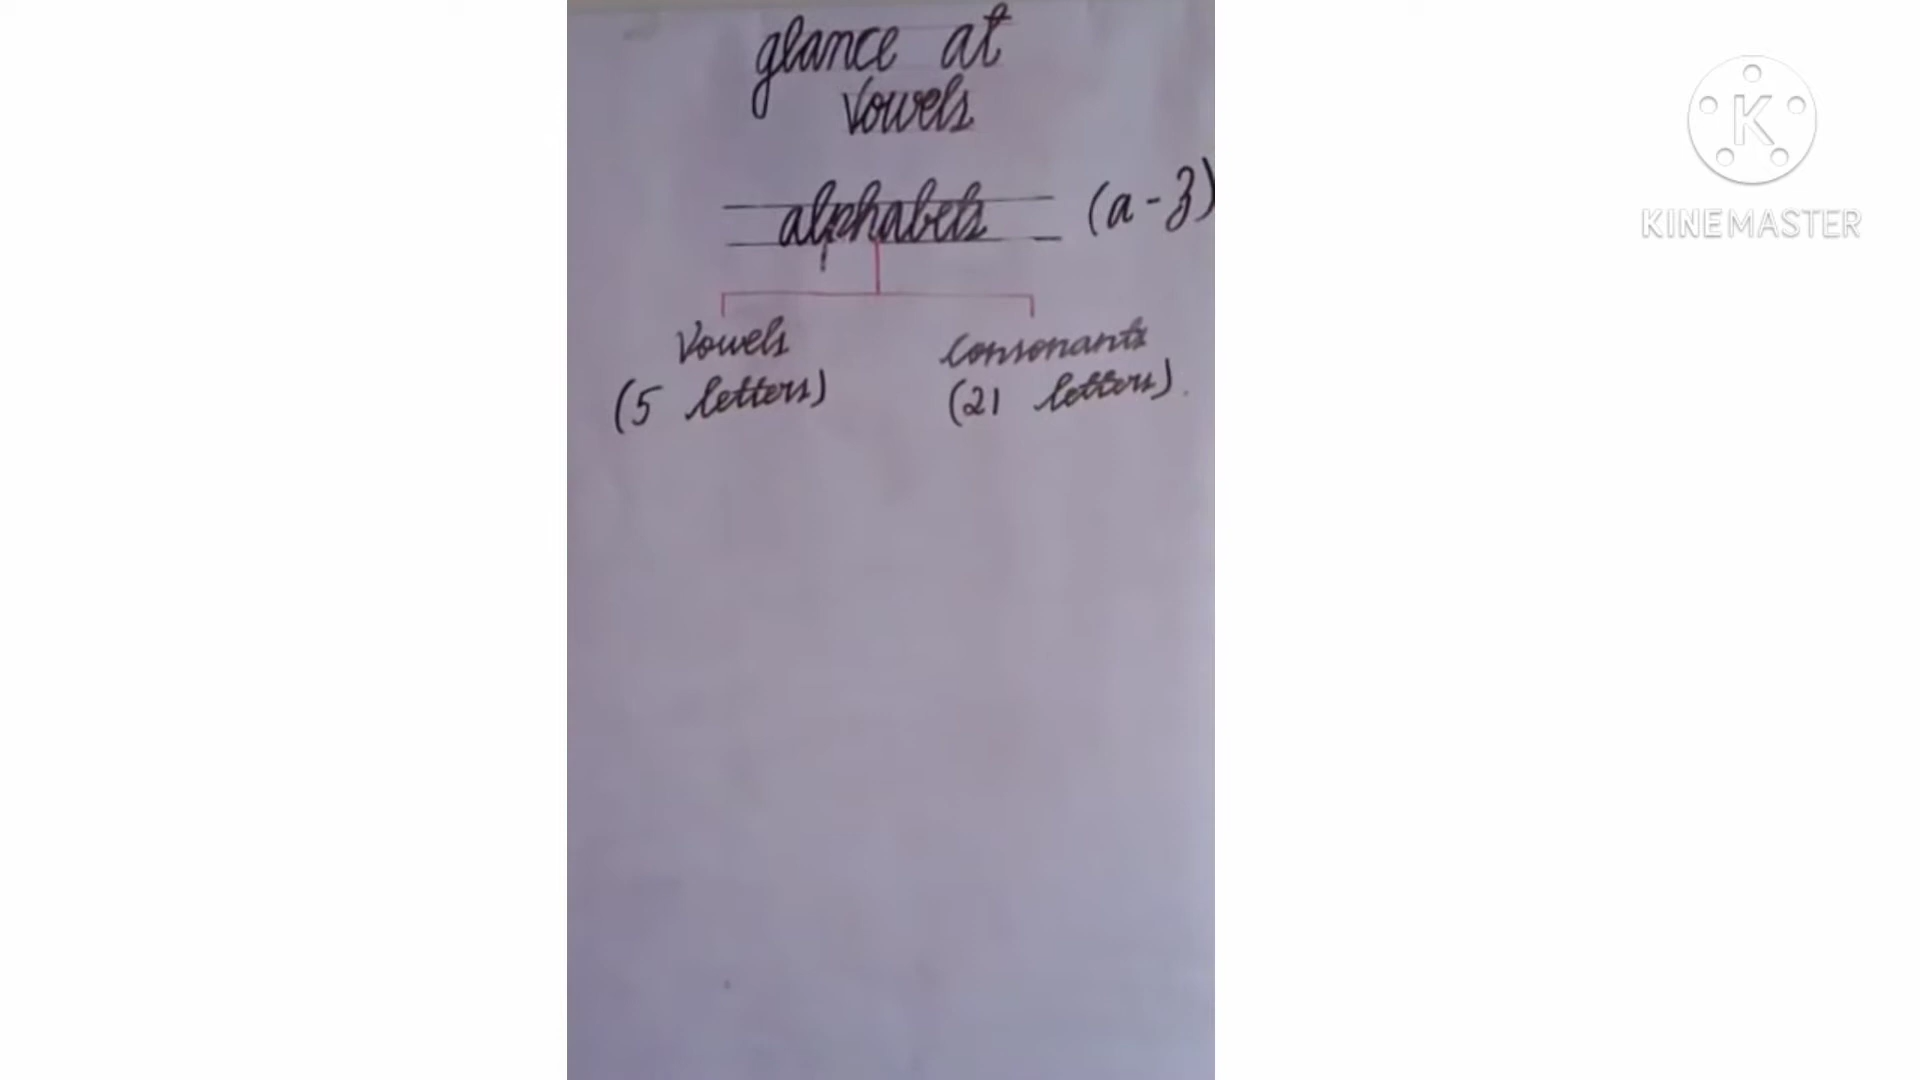 glance at
Vowels
alphabets (a-z)
Vowels
(5 letters)
Consonants
(21 letters).
KINEMASTER